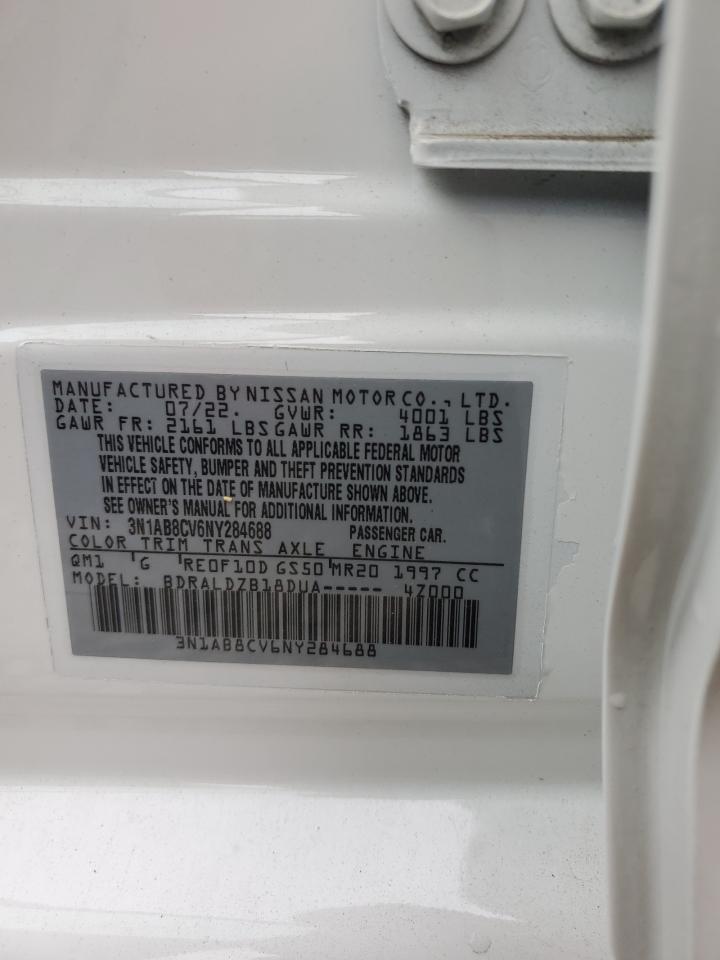 MANUFACTURED BY NISSAN MOTOR CO., LTD.
DATE: 07/22. GVWR: 4001 LBS
GAWR FR: 2161 LBS GAWR RR: 1863 LBS
THIS VEHICLE CONFORMS TO ALL APPLICABLE FEDERAL MOTOR
VEHICLE SAFETY, BUMPER AND THEFT PREVENTION STANDARDS
IN EFFECT ON THE DATE OF MANUFACTURE SHOWN ABOVE.
SEE OWNER'S MANUAL FOR ADDITIONAL INFORMATION.
VIN: 3N1AB8CV6NY284688 PASSENGER CAR.
COLOR TRIM TRANS AXLE ENGINE
QM1 G RE0F10D GS50 MR20 1997 CC
MODEL: BDRALDZB18DUA----- 47000
3N1AB8CV6NY284688